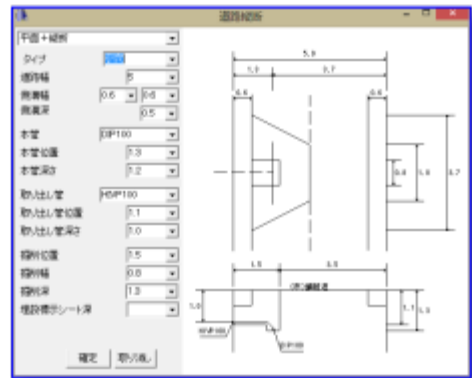 道路縦断
平面+縦断
タイプ
道路幅 6
側溝幅 0.6 0.6
側溝深 0.5
本管 DIP100
本管位置 1.3
本管深さ 1.2
取り出し管 HIVP100
取り出し管位置 1.1
取り出し管深さ 1.0
掘削位置 1.5
掘削幅 0.8
掘削深 1.3
埋設標示シート深
確定 取り消し
5.0
1.3 3.7
0.6 0.6
0.8 1.8 3.7
1.5 3.5
1.0 1.1 1.3
HIVP100
DIP100